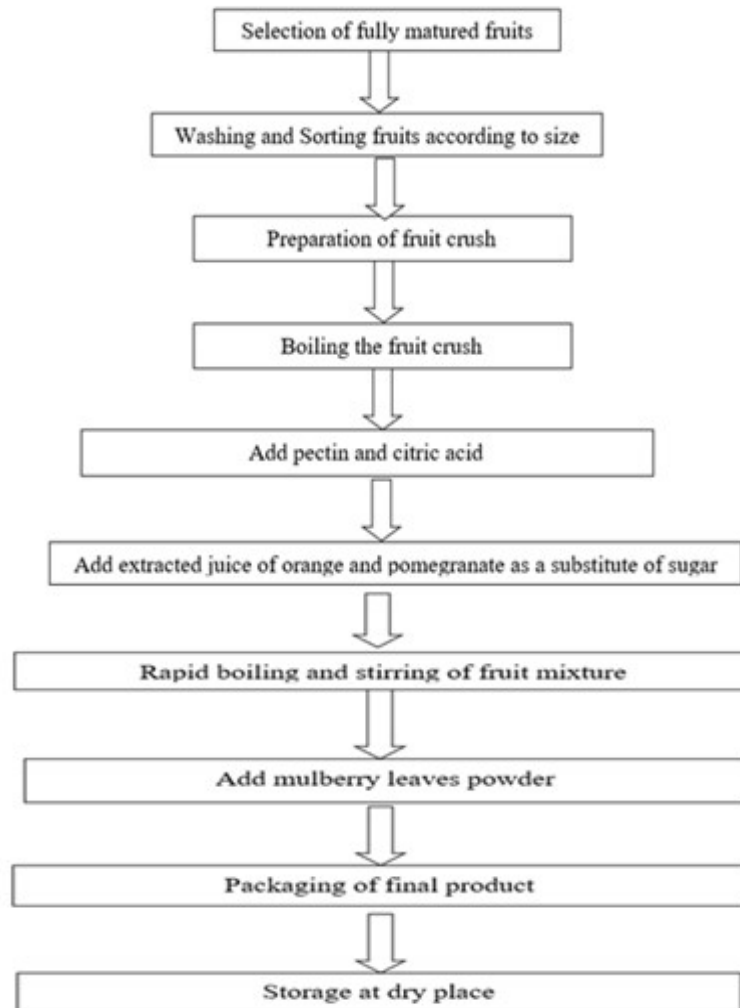 Selection of fully matured fruits
Washing and Sorting fruits according to size
Preparation of fruit crush
Boiling the fruit crush
Add pectin and citric acid
Add extracted juice of orange and pomegranate as a substitute of sugar
Rapid boiling and stirring of fruit mixture
Add mulberry leaves powder
Packaging of final product
Storage at dry place